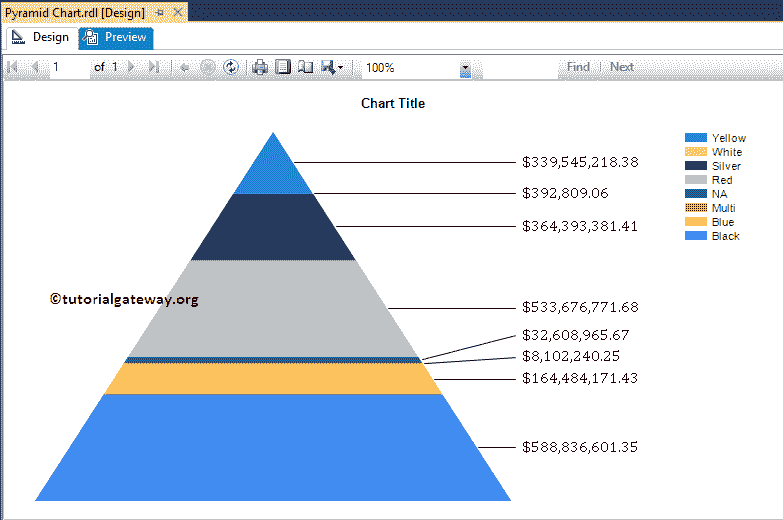 Pyramid Chart.rdl [Design]
Design
Preview
1 of 1
100%
Find | Next
Chart Title
$339,545,218.38
$392,809.06
$364,393,381.41
$533,676,771.68
$32,608,965.67
$8,102,240.25
$164,484,171.43
$588,836,601.35
©tutorialgateway.org
Yellow
White
Silver
Red
NA
Multi
Blue
Black